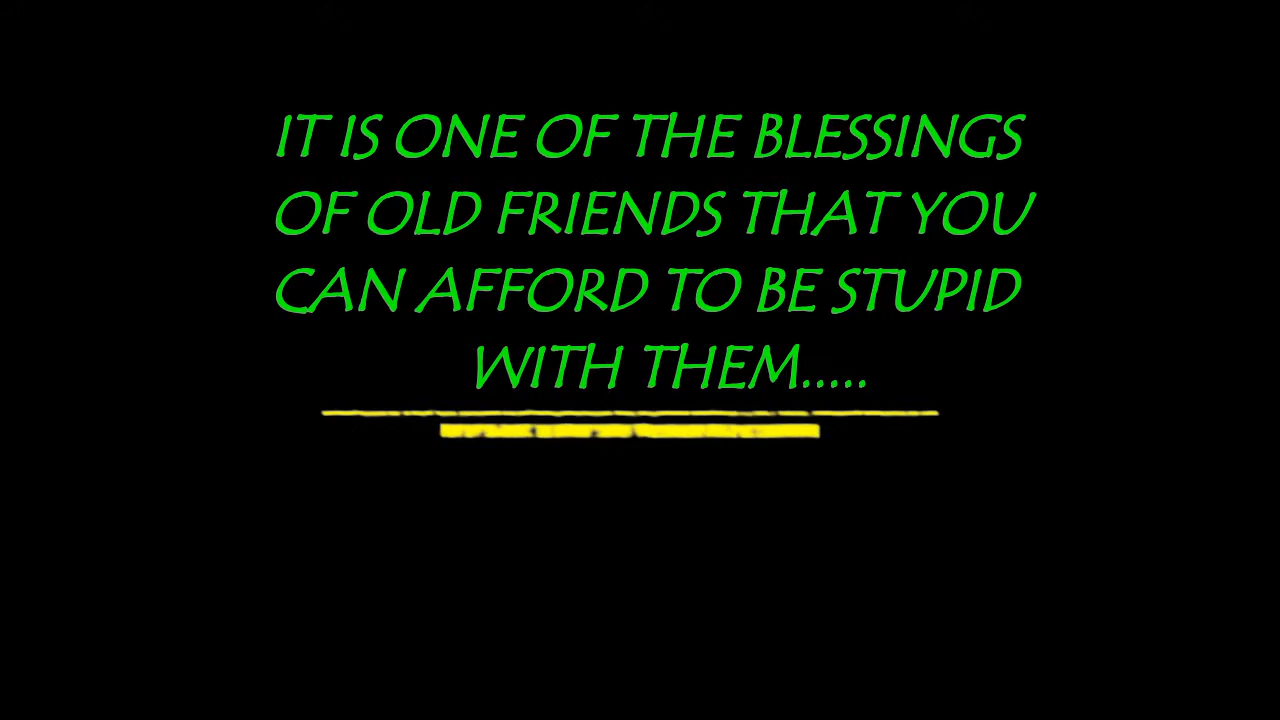 IT IS ONE OF THE BLESSINGS
OF OLD FRIENDS THAT YOU
CAN AFFORD TO BE STUPID
WITH THEM.....